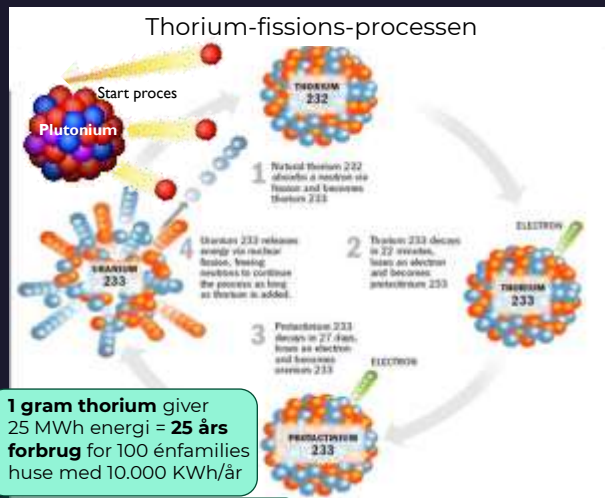 Thorium-fissions-processen
Start proces
Plutonium
THORIUM
232
1 Natural thorium 232
absorbs a neutron via
fission and becomes
thorium 233
ELECTRON
2 Thorium 233 decays
in 22 minutes,
loses an electron
and becomes
protactinium 233
THORIUM
233
3 Protactinium 233
decays in 27 days,
loses an electron
and becomes
uranium 233
ELECTRON
PROTACTINIUM
233
4 Uranium 233 releases
energy via nuclear
fission, freeing
neutrons to continue
the process as long
as thorium is added.
URANIUM
233
1 gram thorium giver
25 MWh energi = 25 års
forbrug for 100 énfamilies
huse med 10.000 KWh/år